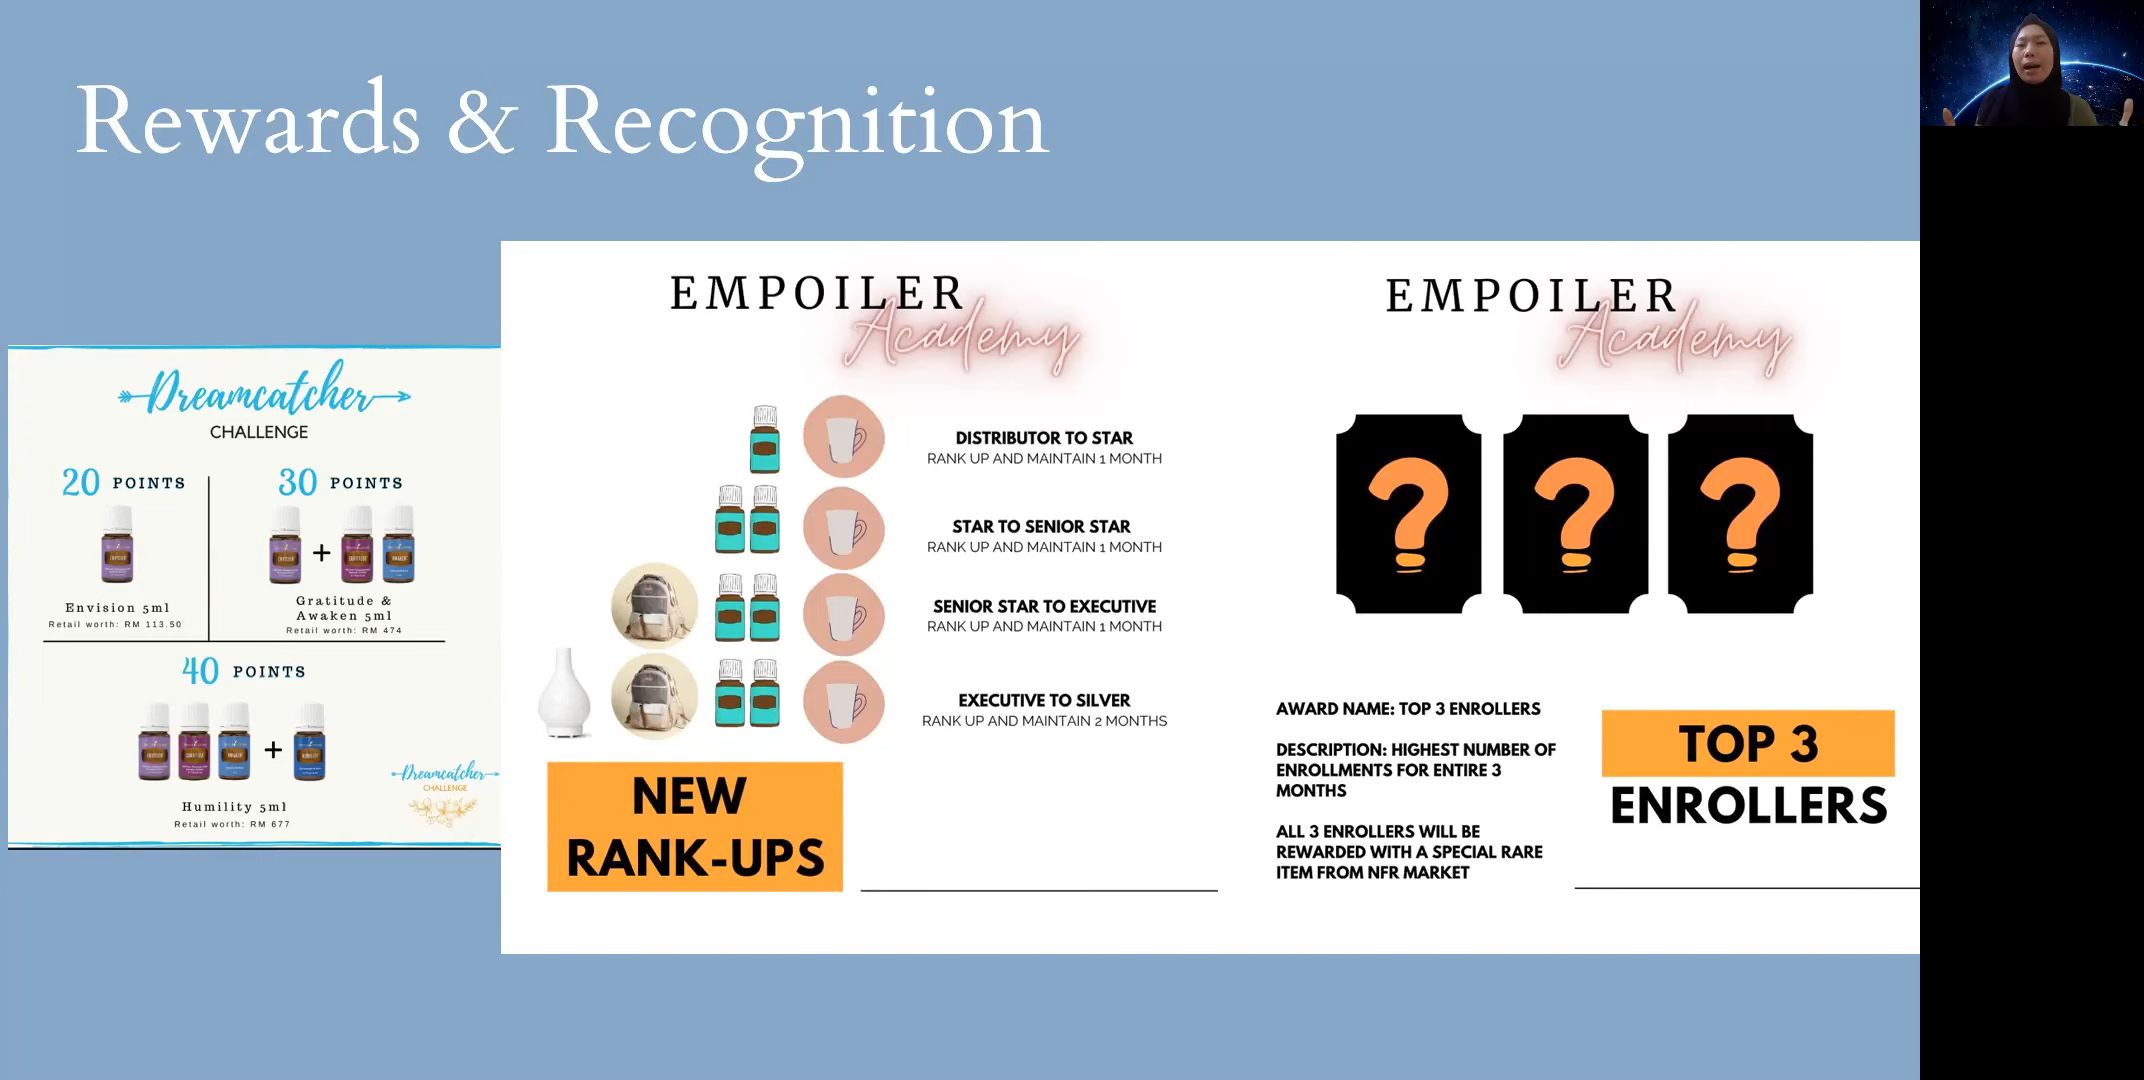 Rewards & Recognition
Dreamcatcher
CHALLENGE
20 POINTS
Envision 5ml
Retail worth: RM 113.50
30 POINTS
+
Gratitude &
Awaken 5ml
Retail worth: RM 474
40 POINTS
+
Humility 5ml
Retail worth: RM 677
Dreamcatcher
CHALLENGE
EMPOILER
Academy
DISTRIBUTOR TO STAR
RANK UP AND MAINTAIN 1 MONTH
STAR TO SENIOR STAR
RANK UP AND MAINTAIN 1 MONTH
SENIOR STAR TO EXECUTIVE
RANK UP AND MAINTAIN 1 MONTH
EXECUTIVE TO SILVER
RANK UP AND MAINTAIN 2 MONTHS
NEW
RANK-UPS
EMPOILER
Academy
? ? ?
AWARD NAME: TOP 3 ENROLLERS
DESCRIPTION: HIGHEST NUMBER OF
ENROLLMENTS FOR ENTIRE 3
MONTHS
ALL 3 ENROLLERS WILL BE
REWARDED WITH A SPECIAL RARE
ITEM FROM NFR MARKET
TOP 3
ENROLLERS